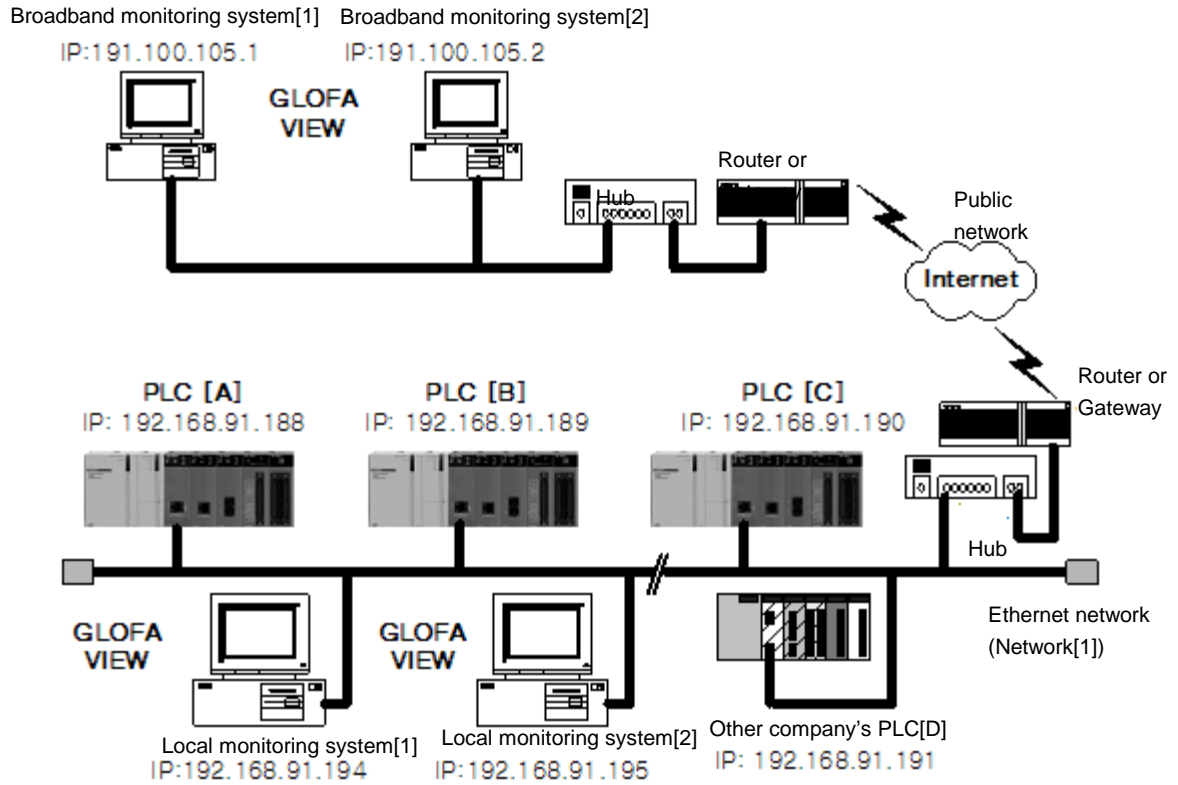 Broadband monitoring system[1] Broadband monitoring system[2]
IP:191.100.105.1 IP:191.100.105.2
GLOFA
VIEW
Hub
Router or
Public
network
Internet
Router or
Gateway
PLC [A] PLC [B] PLC [C]
IP: 192.168.91.188 IP: 192.168.91.189 IP: 192.168.91.190
Hub
Ethernet network
(Network[1])
GLOFA
VIEW
GLOFA
VIEW
Local monitoring system[1] Local monitoring system[2] Other company's PLC[D]
IP:192.168.91.194 IP:192.168.91.195 IP: 192.168.91.191